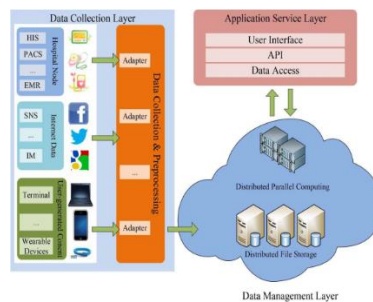 Data Collection Layer
Hospital Node
HIS
PACS
...
EMR
Internet Data
SNS
...
IM
User-generated Content
Terminal
...
Wearable
Devices
Adapter
Adapter
...
Adapter
Data Collection & Preprocessing
Application Service Layer
User Interface
API
Data Access
Distributed Parallel Computing
Distributed File Storage
Data Management Layer